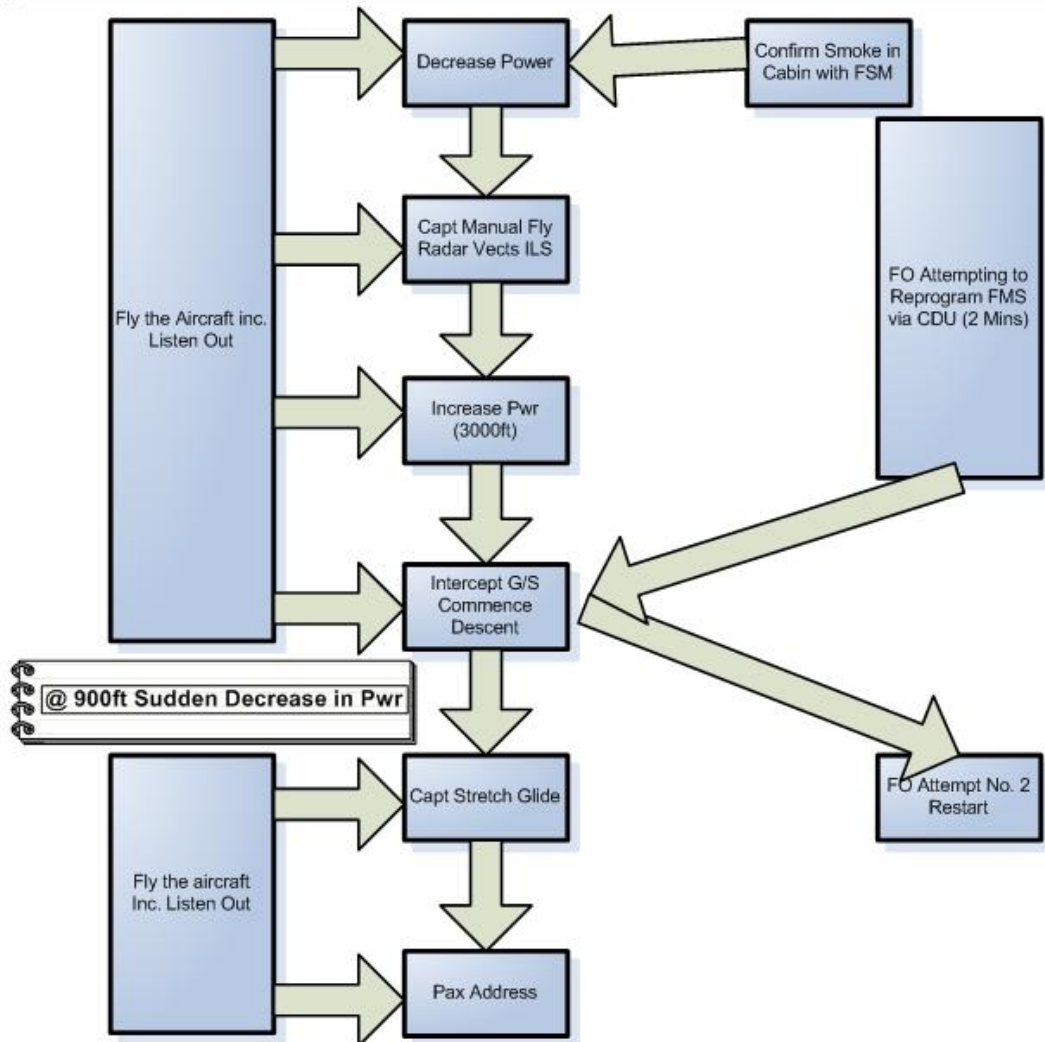 Decrease Power
Confirm Smoke in
Cabin with FSM
Capt Manual Fly
Radar Vects ILS
FO Attempting to
Reprogram FMS
via CDU (2 Mins)
Fly the Aircraft inc.
Listen Out
Increase Pwr
(3000ft)
Intercept G/S
Commence
Descent
@ 900ft Sudden Decrease in Pwr
Capt Stretch Glide
FO Attempt No. 2
Restart
Fly the aircraft
Inc. Listen Out
Pax Address